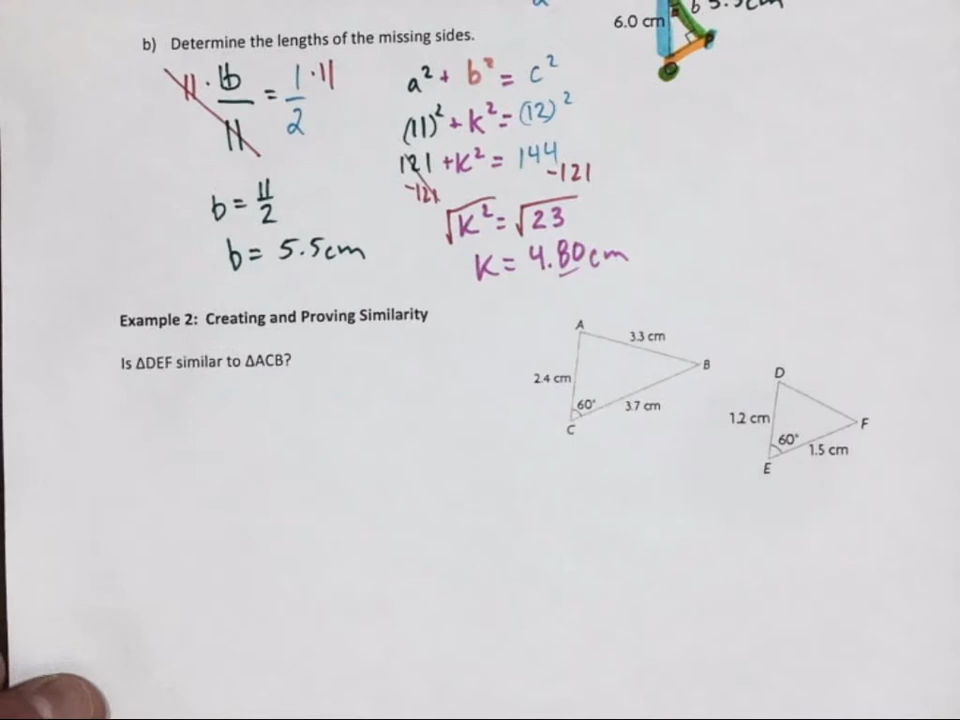 6.0 cm
b) Determine the lengths of the missing sides.
11 · b/11 = 1/2 · 11
b = 11/2
b = 5.5cm
a² + b² = c²
(11)² + k² = (12)²
121 + k² = 144
-121 -121
√k² = √23
k = 4.80cm
Example 2: Creating and Proving Similarity
Is ΔDEF similar to ΔACB?
A
3.3 cm
B
2.4 cm
60°
3.7 cm
C
D
1.2 cm
F
60°
1.5 cm
E